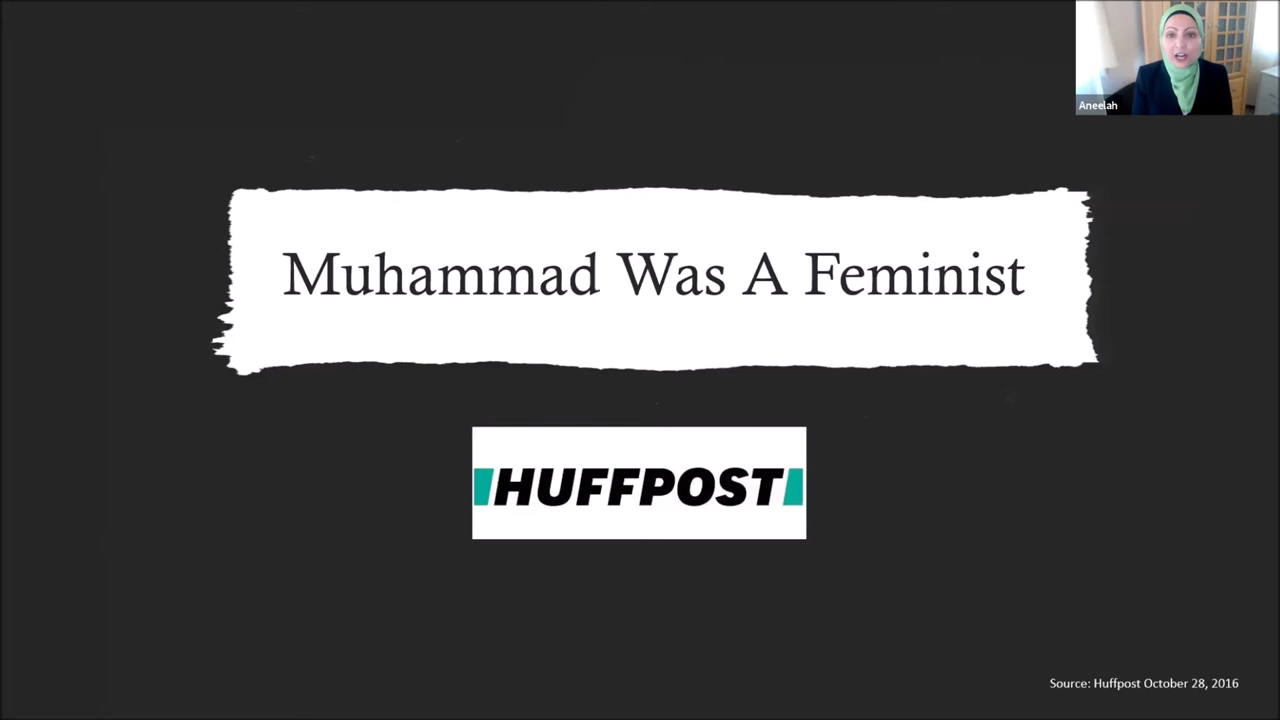 Aneelah
Muhammad Was A Feminist
HUFFPOST
Source: Huffpost October 28, 2016